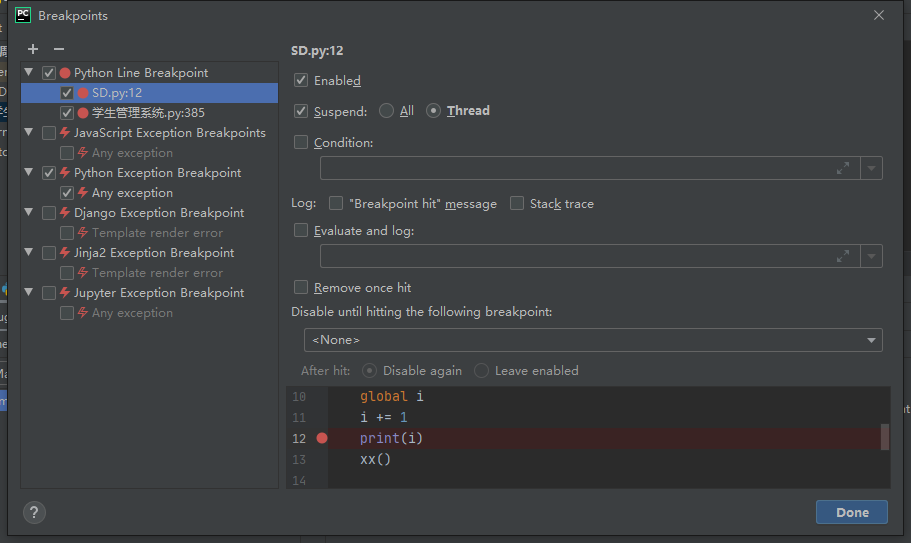 PC Breakpoints
SD.py:12
Python Line Breakpoint
SD.py:12
学生管理系统.py:385
JavaScript Exception Breakpoints
Any exception
Python Exception Breakpoint
Any exception
Django Exception Breakpoint
Template render error
Jinja2 Exception Breakpoint
Template render error
Jupyter Exception Breakpoint
Any exception
Enabled
Suspend: All Thread
Condition:
Log: "Breakpoint hit" message Stack trace
Evaluate and log:
Remove once hit
Disable until hitting the following breakpoint:
<None>
After hit: Disable again Leave enabled
10 global i
11 i += 1
12 print(i)
13 xx()
14
? Done